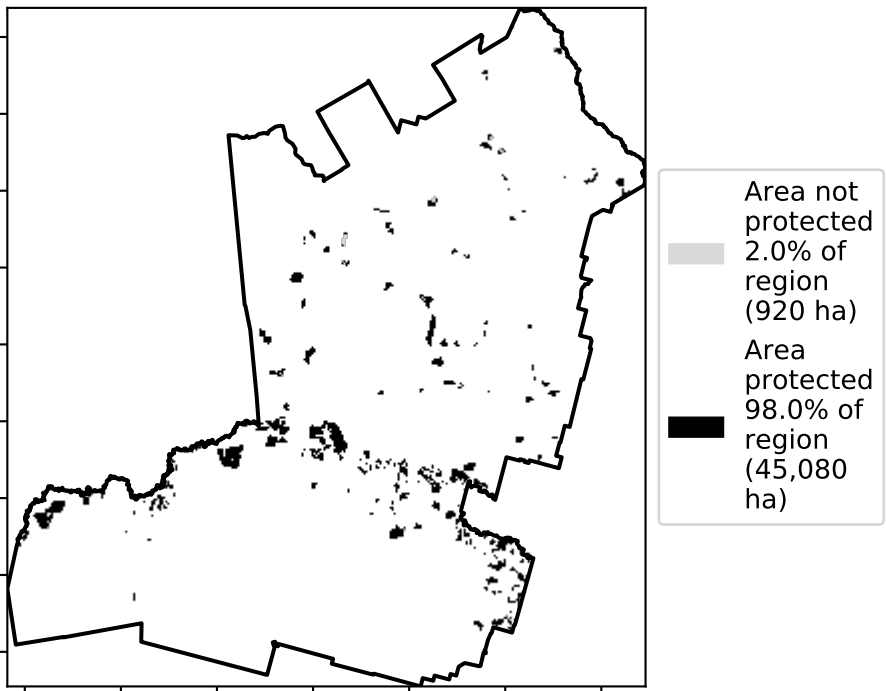 Area not
protected
2.0% of
region
(920 ha)
Area
protected
98.0% of
region
(45,080
ha)